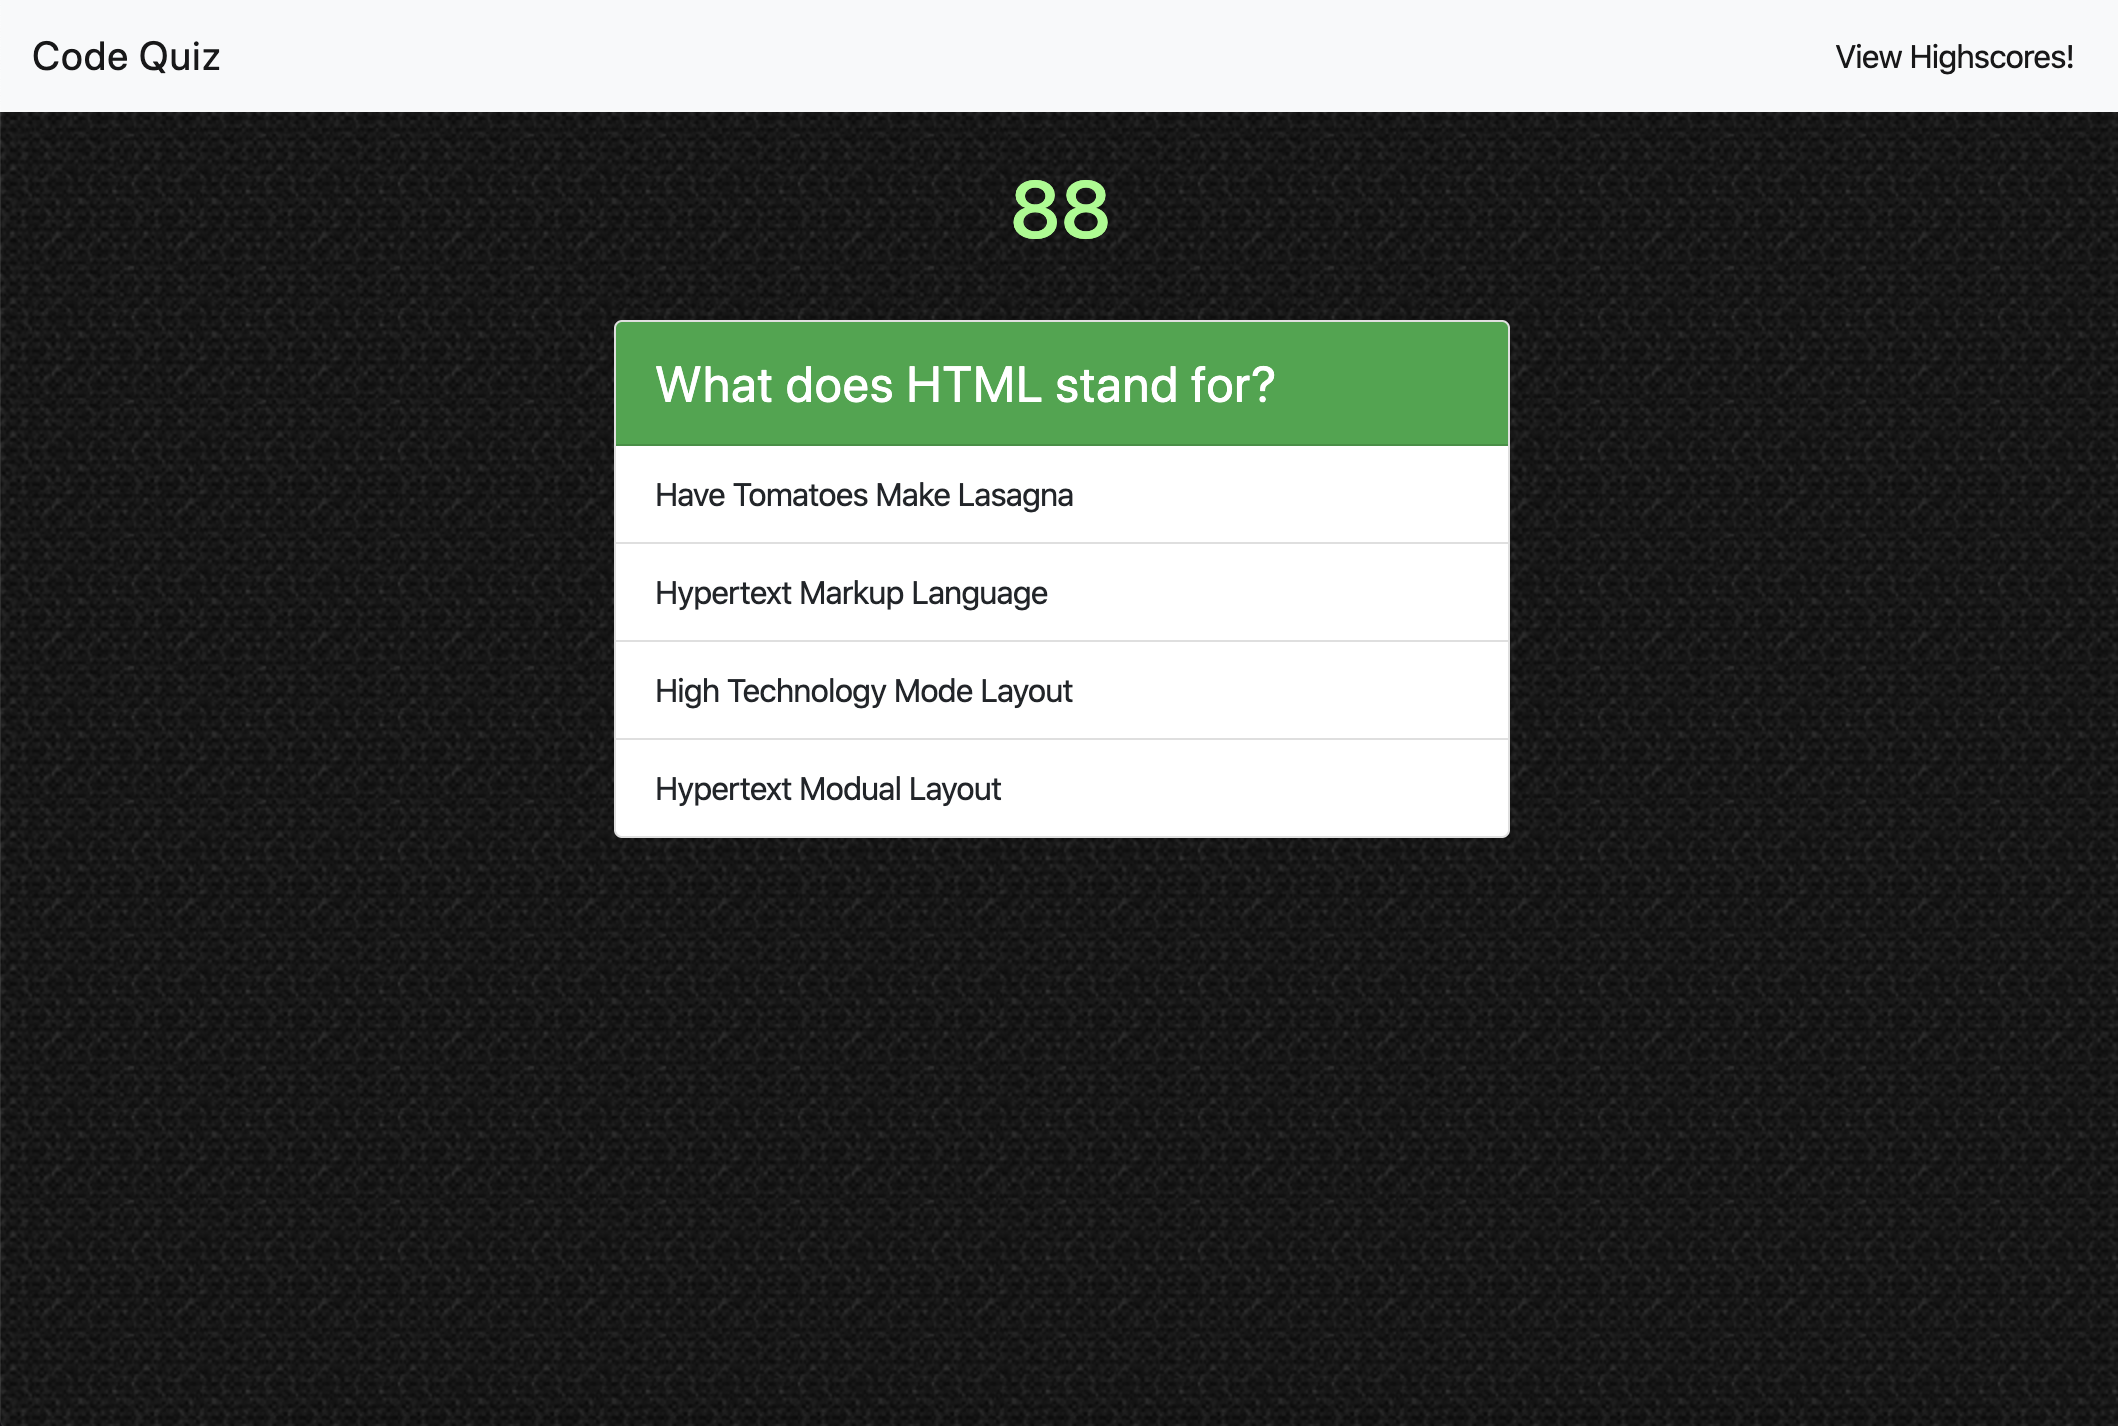 Code Quiz
View Highscores!
88
What does HTML stand for?
Have Tomatoes Make Lasagna
Hypertext Markup Language
High Technology Mode Layout
Hypertext Modual Layout